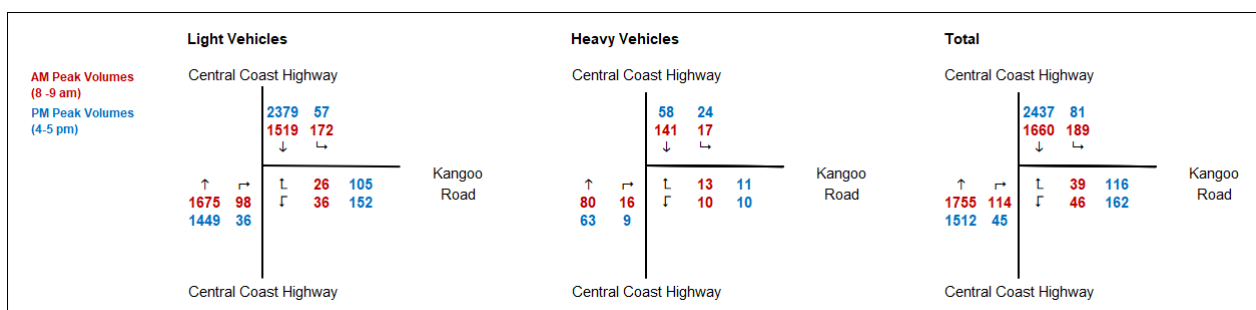 Light Vehicles
Heavy Vehicles
Total
AM Peak Volumes
(8 -9 am)
PM Peak Volumes
(4-5 pm)
Central Coast Highway
2379 57
1519 172
↓ ↳
↑ ↱
1675 98
1449 36
26 105
36 152
Kangoo
Road
Central Coast Highway
Central Coast Highway
58 24
141 17
↓ ↳
↑ ↱
80 16
63 9
13 11
10 10
Kangoo
Road
Central Coast Highway
Central Coast Highway
2437 81
1660 189
↓ ↳
↑ ↱
1755 114
1512 45
39 116
46 162
Kangoo
Road
Central Coast Highway